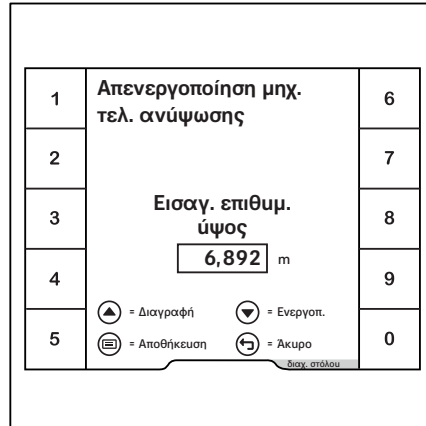 1
Απενεργοποίηση μηχ.
6
τελ. ανύψωσης
2
7
3
Εισαγ. επιθυμ.
8
ύψος
6,892 m
4
9
= Διαγραφή
= Ενεργοπ.
5
= Αποθήκευση
= Άκυρο
0
διαχ. στόλου